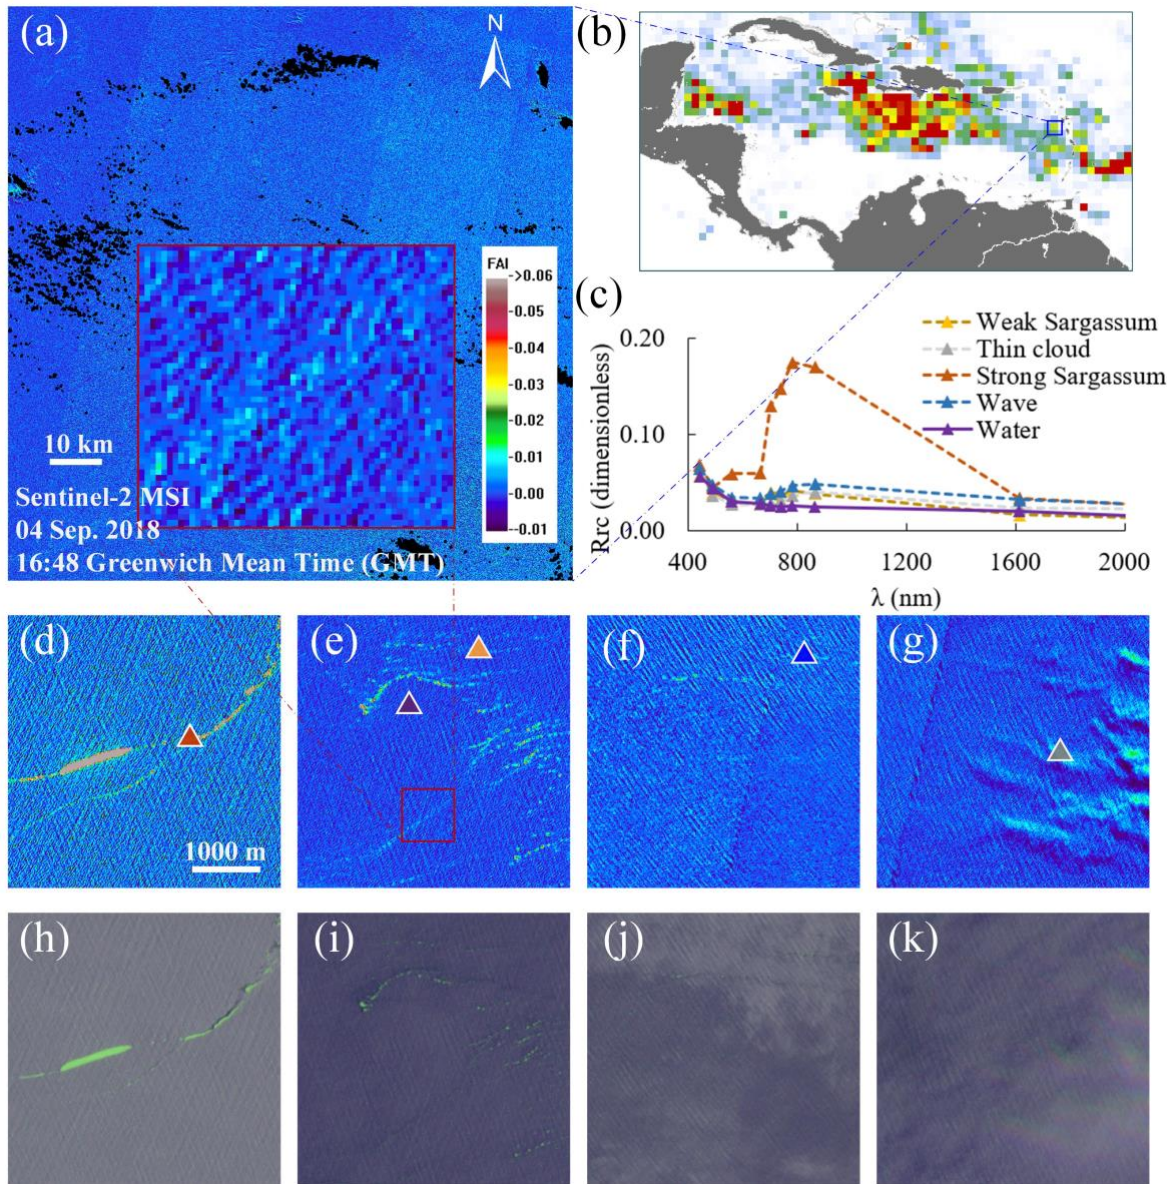 (a)
N
FAI
->0.06
-0.05
-0.04
-0.03
-0.02
-0.01
-0
--0.01
10 km
Sentinel-2 MSI
04 Sep. 2018
16:48 Greenwich Mean Time (GMT)
(b)
(c)
Rrc (dimensionless)
0.20
0.10
0.00
400
800
1200
1600
2000
λ (nm)
Weak Sargassum
Thin cloud
Strong Sargassum
Wave
Water
(d)
1000 m
(e)
(f)
(g)
(h)
(i)
(j)
(k)